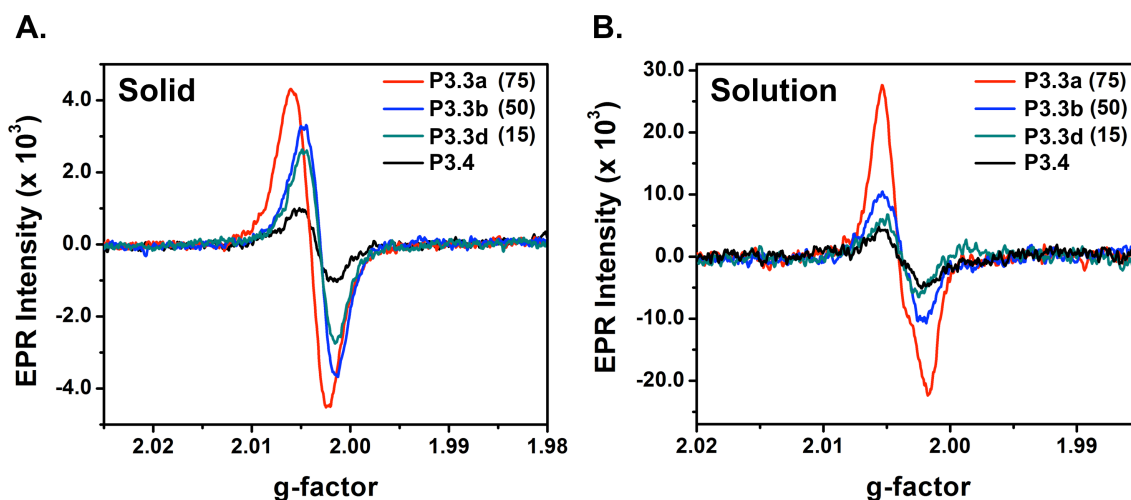 A.
Solid
P3.3a (75)
P3.3b (50)
P3.3d (15)
P3.4
EPR Intensity (x 10³)
4.0
2.0
0.0
-2.0
-4.0
2.02 2.01 2.00 1.99 1.98
g-factor
B.
Solution
P3.3a (75)
P3.3b (50)
P3.3d (15)
P3.4
EPR Intensity (x 10³)
30.0
20.0
10.0
0.0
-10.0
-20.0
2.02 2.01 2.00 1.99
g-factor